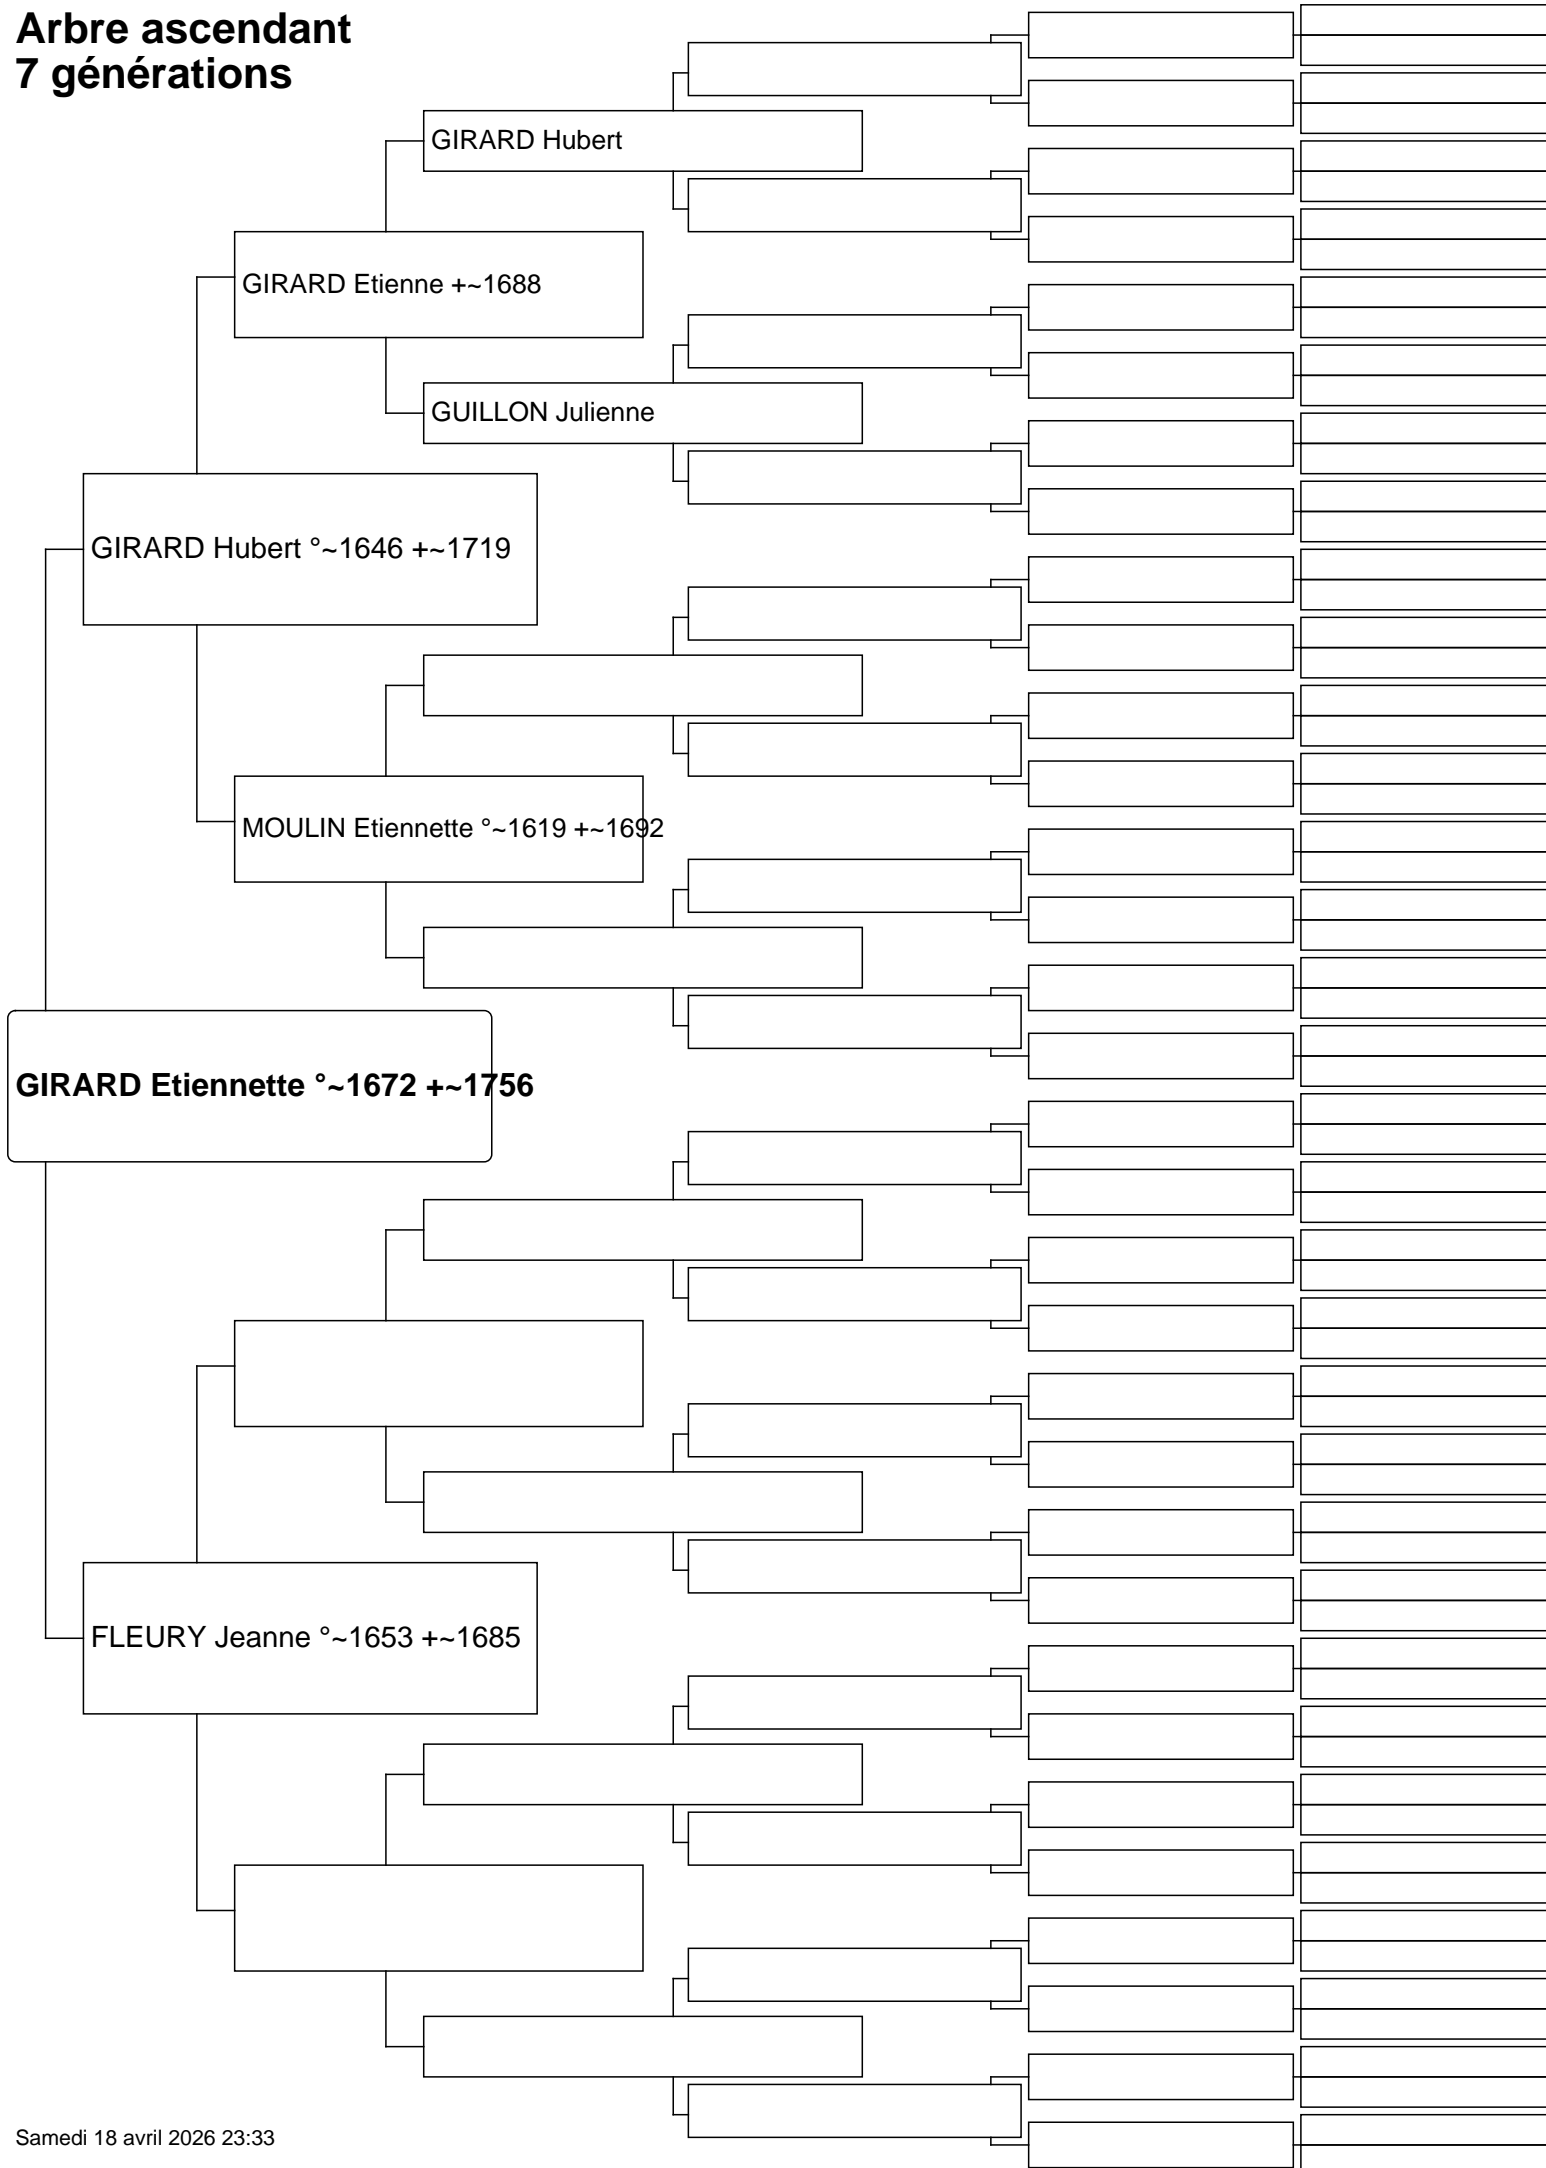 Arbre ascendant
7 générations
GIRARD Hubert
GIRARD Etienne +~1688
GUILLON Julienne
GIRARD Hubert °~1646 +~1719
MOULIN Etiennette °~1619 +~1692
GIRARD Etiennette °~1672 +~1756
FLEURY Jeanne °~1653 +~1685
Samedi 18 avril 2026 23:33